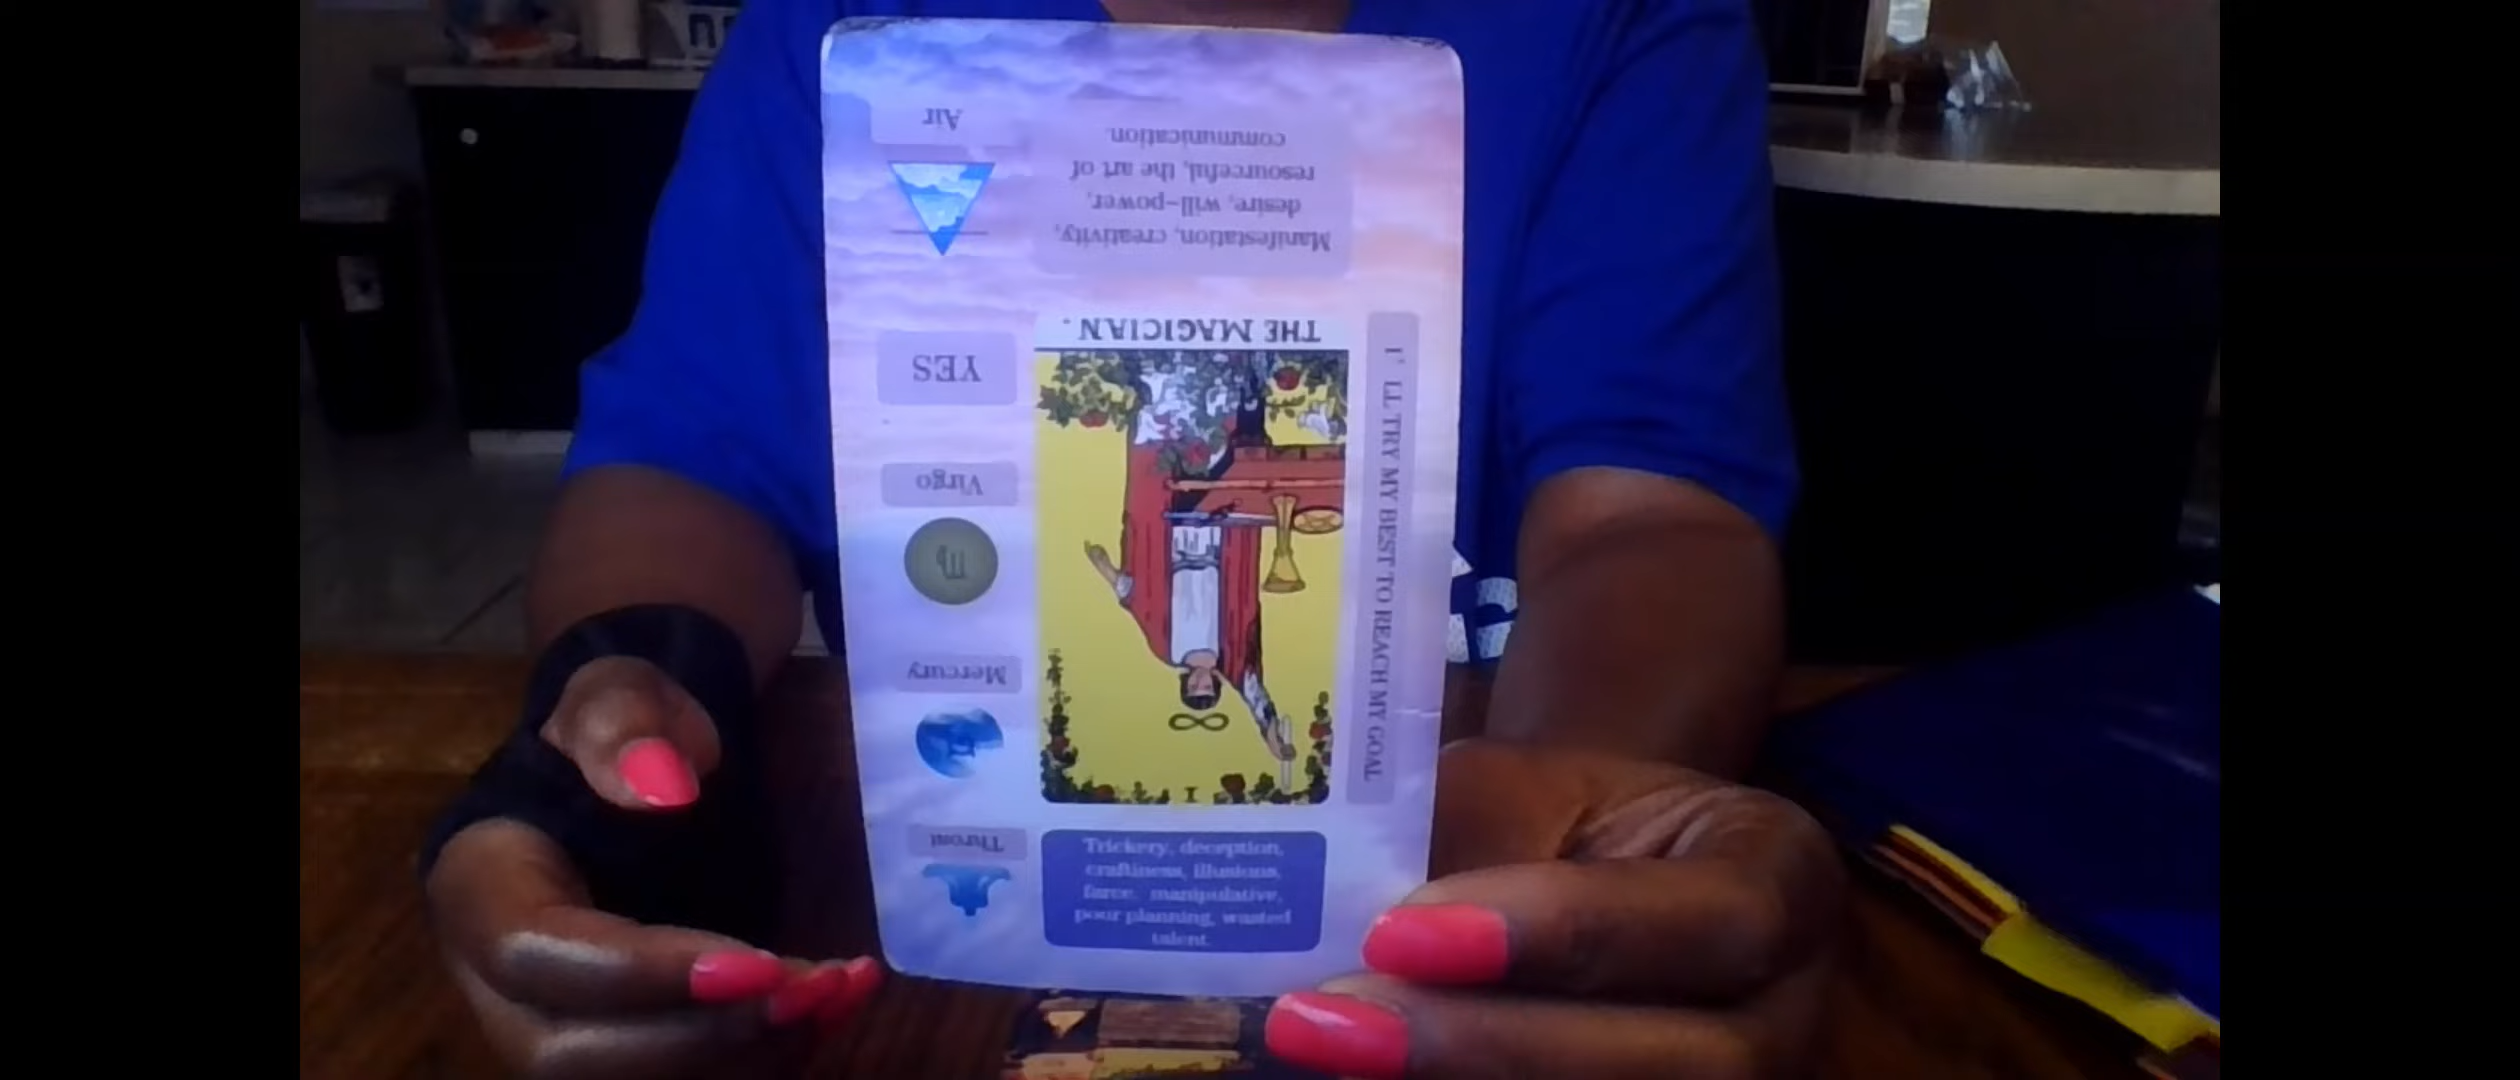 Air
Manifestation, creativity,
desire, will-power,
resourceful, the art of
communication.
THE MAGICIAN.
YES
Virgo
Mercury
I
Throat
I' LL TRY MY BEST TO REACH MY GOAL
Trickery, deception,
craftiness, illusions,
farce, manipulative,
pour planning, wasted
talent.